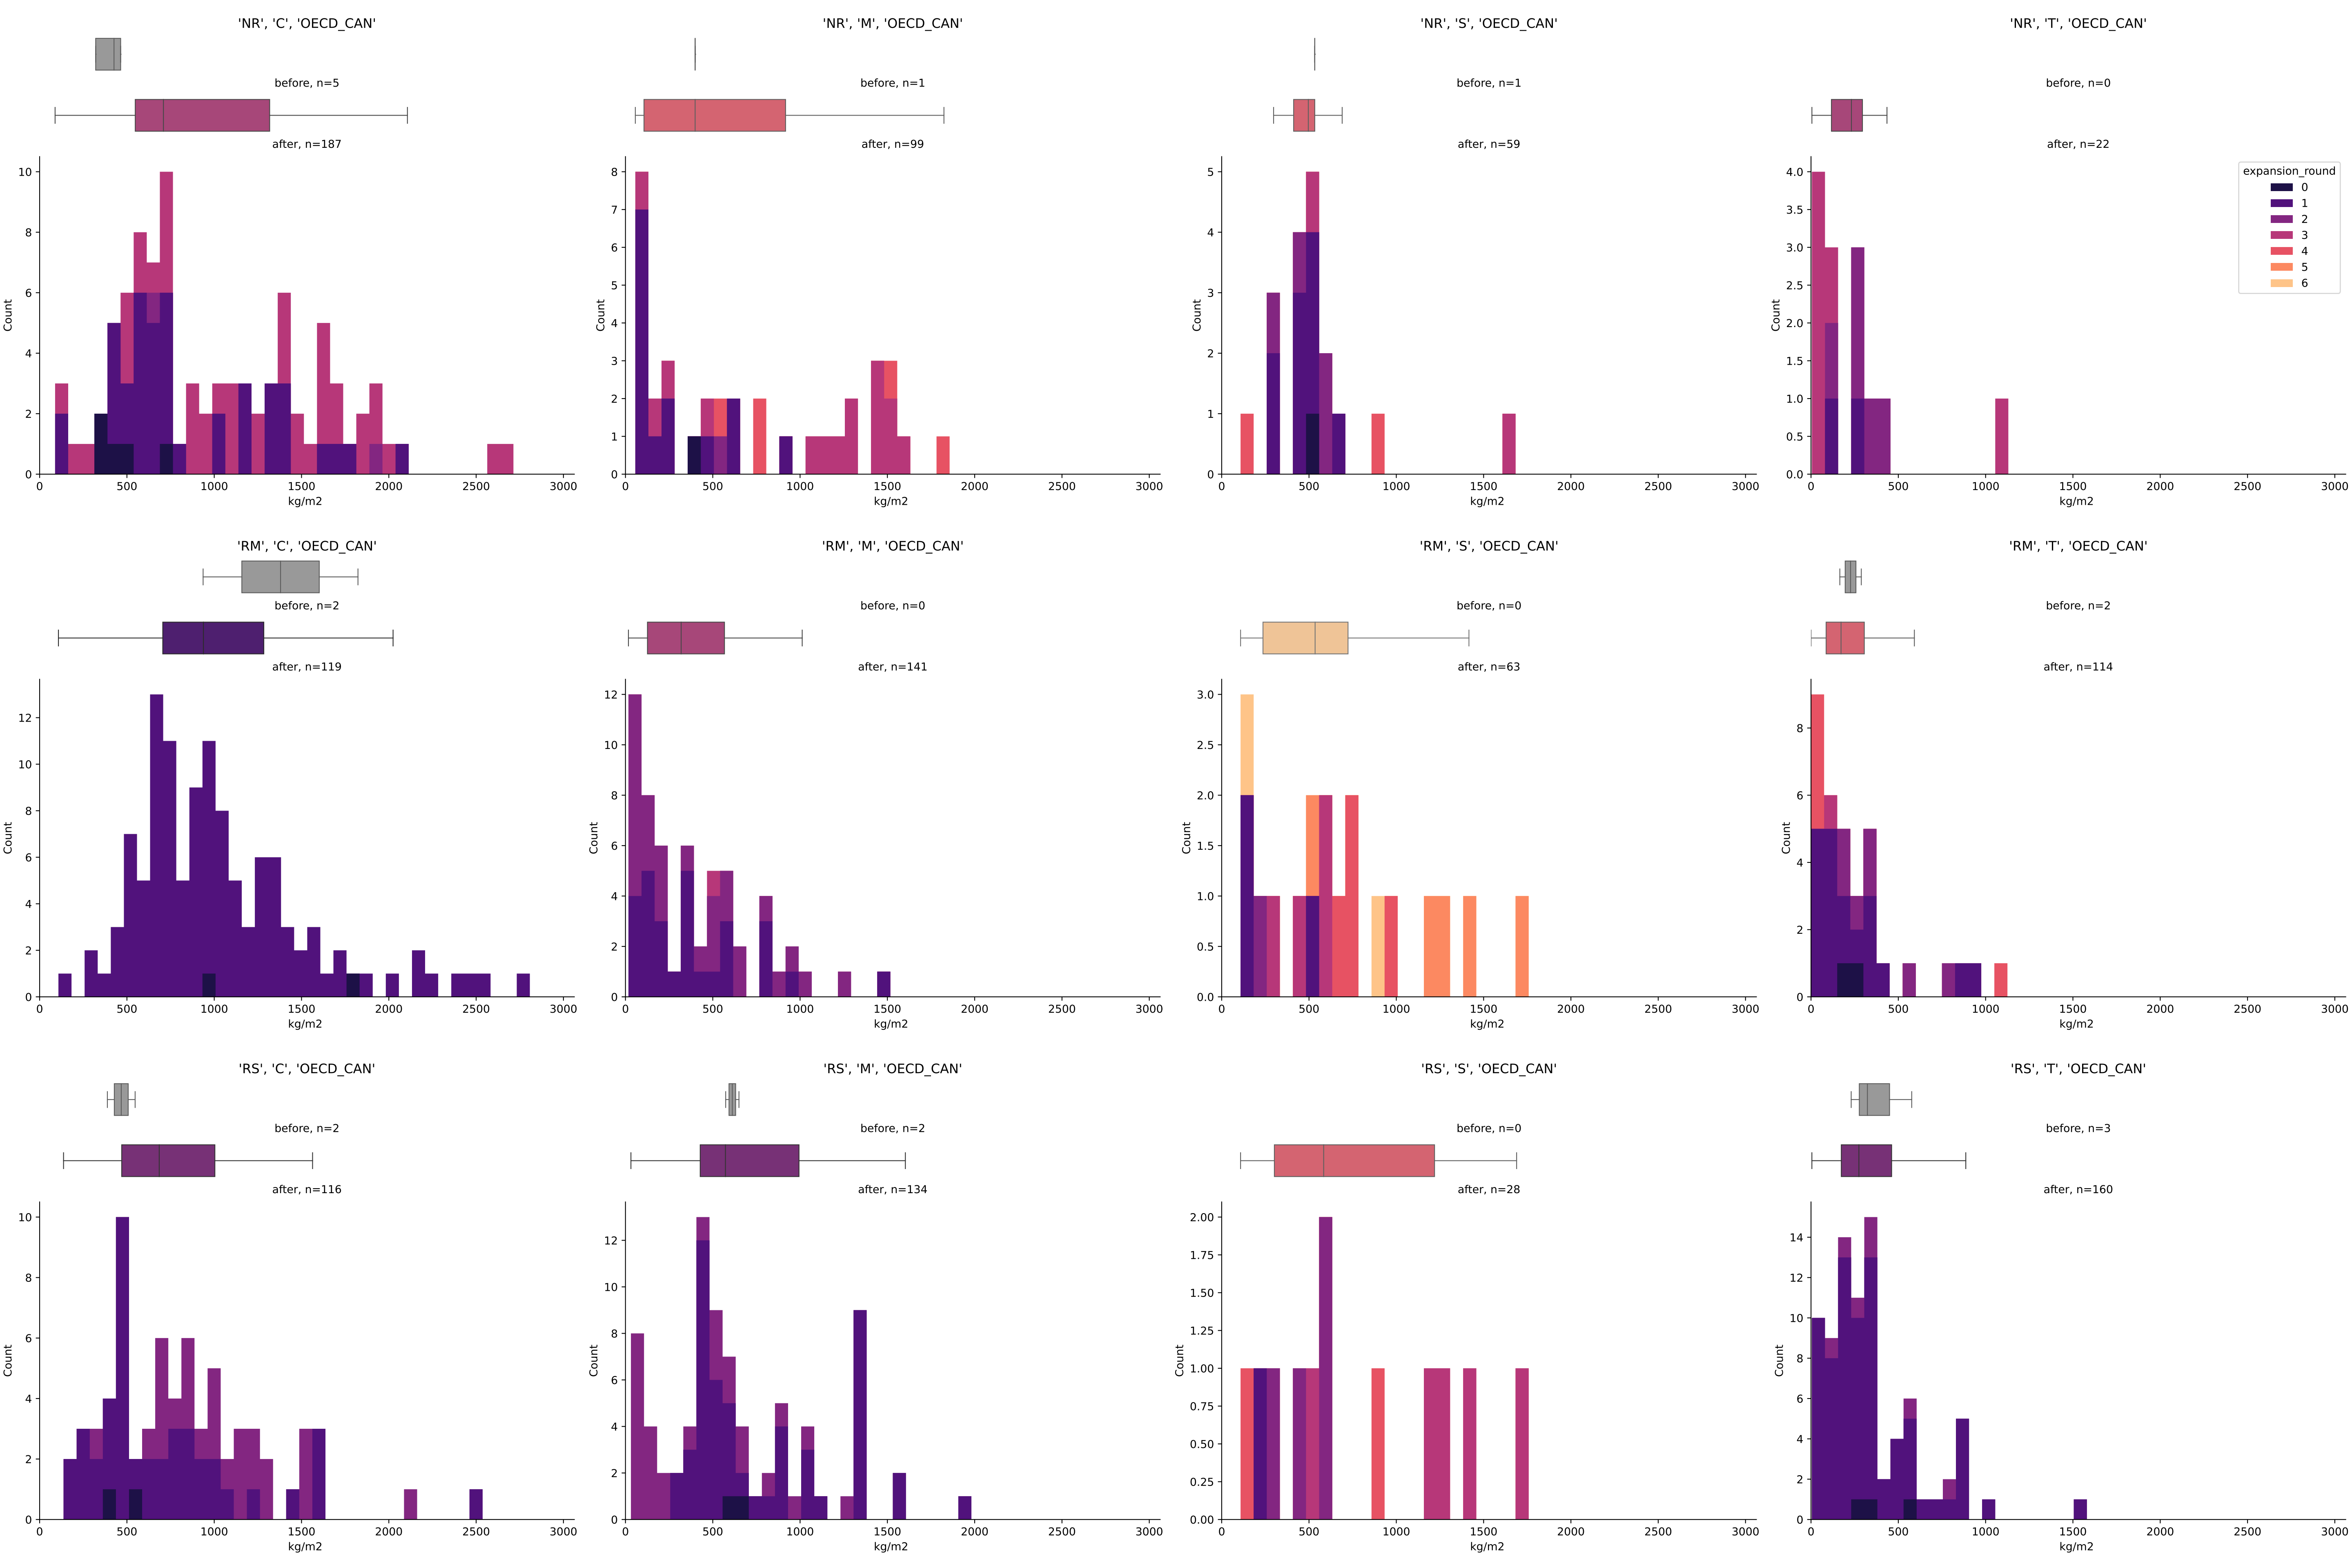 'NR', 'C', 'OECD_CAN'
before, n=5
after, n=187
Count
10
8
6
4
2
0
0 500 1000 1500 2000 2500 3000
kg/m2
'NR', 'M', 'OECD_CAN'
before, n=1
after, n=99
Count
8
7
6
5
4
3
2
1
0
0 500 1000 1500 2000 2500 3000
kg/m2
'NR', 'S', 'OECD_CAN'
before, n=1
after, n=59
Count
5
4
3
2
1
0
0 500 1000 1500 2000 2500 3000
kg/m2
'NR', 'T', 'OECD_CAN'
before, n=0
after, n=22
Count
4.0
3.5
3.0
2.5
2.0
1.5
1.0
0.5
0.0
0 500 1000 1500 2000 2500 3000
kg/m2
expansion_round
0
1
2
3
4
5
6
'RM', 'C', 'OECD_CAN'
before, n=2
after, n=119
Count
12
10
8
6
4
2
0
0 500 1000 1500 2000 2500 3000
kg/m2
'RM', 'M', 'OECD_CAN'
before, n=0
after, n=141
Count
12
10
8
6
4
2
0
0 500 1000 1500 2000 2500 3000
kg/m2
'RM', 'S', 'OECD_CAN'
before, n=0
after, n=63
Count
3.0
2.5
2.0
1.5
1.0
0.5
0.0
0 500 1000 1500 2000 2500 3000
kg/m2
'RM', 'T', 'OECD_CAN'
before, n=2
after, n=114
Count
8
6
4
2
0
0 500 1000 1500 2000 2500 3000
kg/m2
'RS', 'C', 'OECD_CAN'
before, n=2
after, n=116
Count
10
8
6
4
2
0
0 500 1000 1500 2000 2500 3000
kg/m2
'RS', 'M', 'OECD_CAN'
before, n=2
after, n=134
Count
12
10
8
6
4
2
0
0 500 1000 1500 2000 2500 3000
kg/m2
'RS', 'S', 'OECD_CAN'
before, n=0
after, n=28
Count
2.00
1.75
1.50
1.25
1.00
0.75
0.50
0.25
0.00
0 500 1000 1500 2000 2500 3000
kg/m2
'RS', 'T', 'OECD_CAN'
before, n=3
after, n=160
Count
14
12
10
8
6
4
2
0
0 500 1000 1500 2000 2500 3000
kg/m2